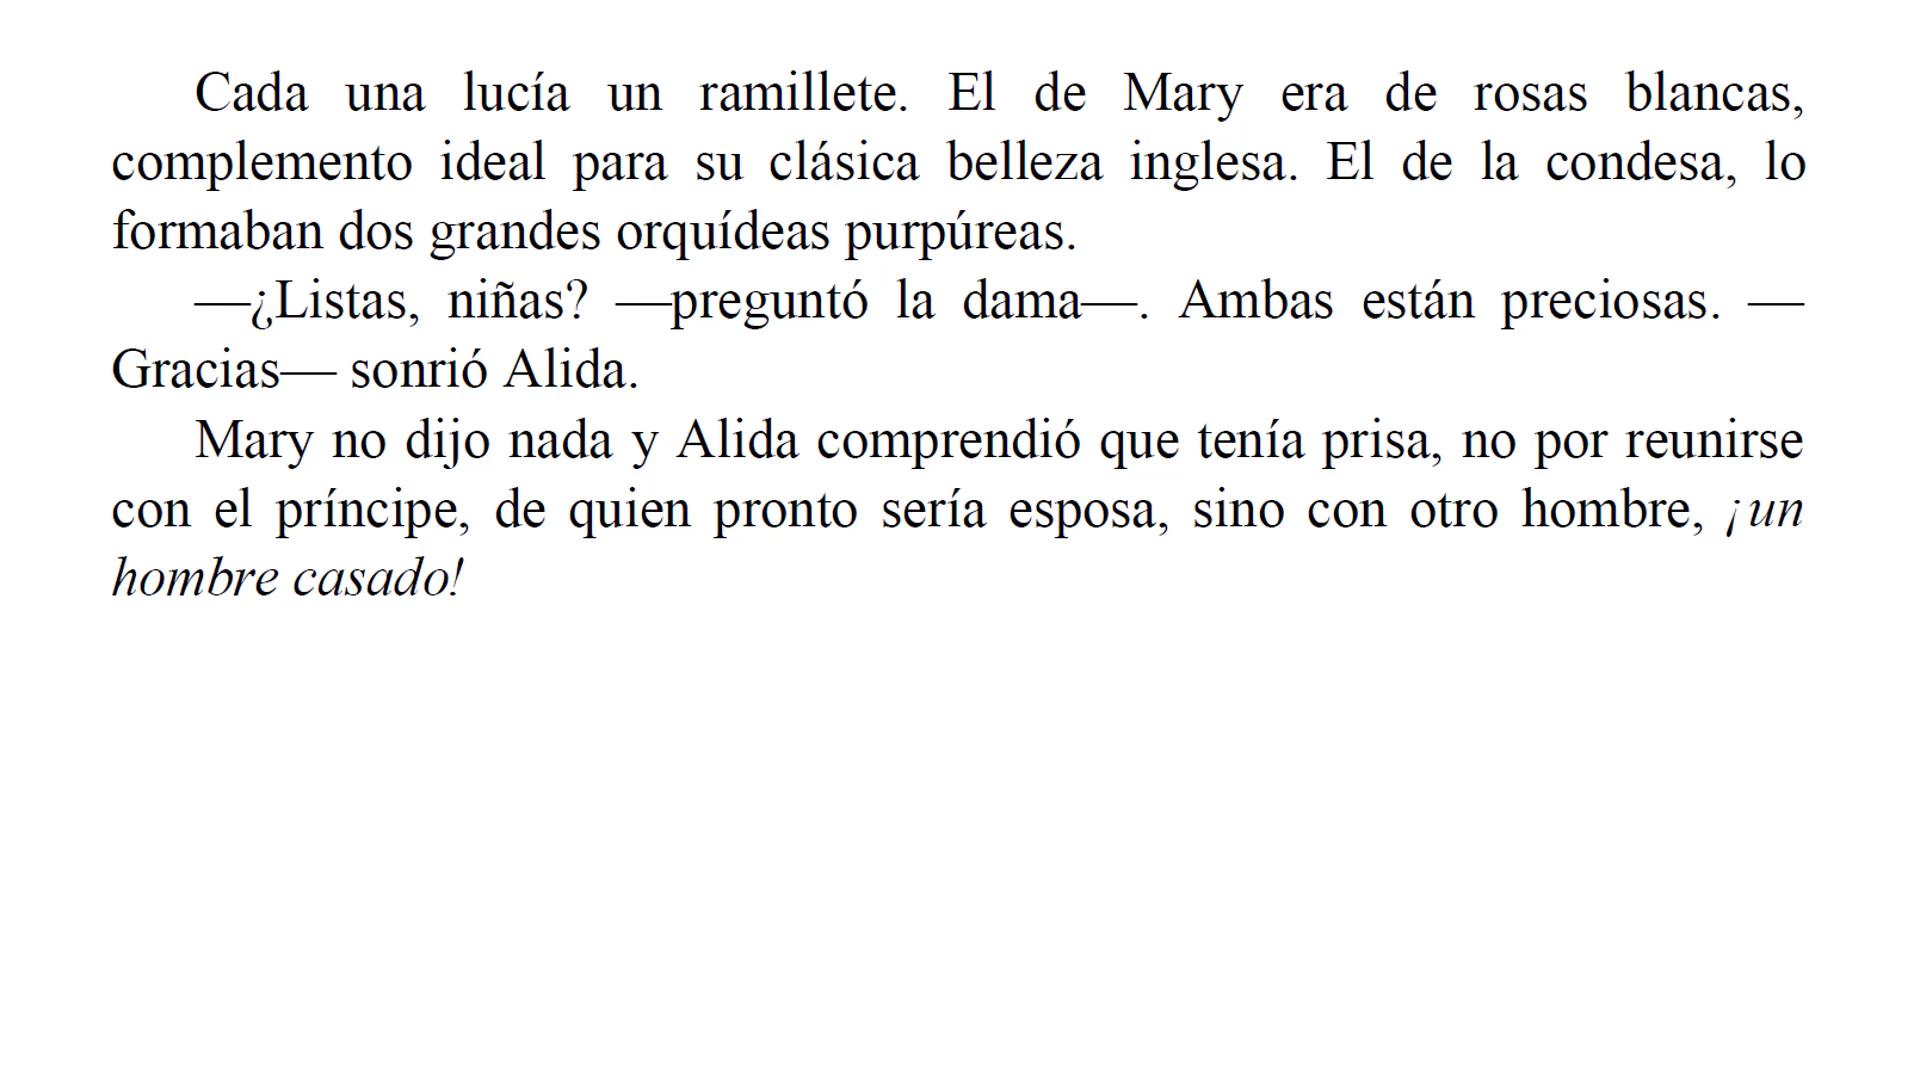 Cada una lucía un ramillete. El de Mary era de rosas blancas,
complemento ideal para su clásica belleza inglesa. El de la condesa, lo
formaban dos grandes orquídeas purpúreas.
—¿Listas, niñas? —preguntó la dama—. Ambas están preciosas. —
Gracias— sonrió Alida.
Mary no dijo nada y Alida comprendió que tenía prisa, no por reunirse
con el príncipe, de quien pronto sería esposa, sino con otro hombre, ¡un
hombre casado!